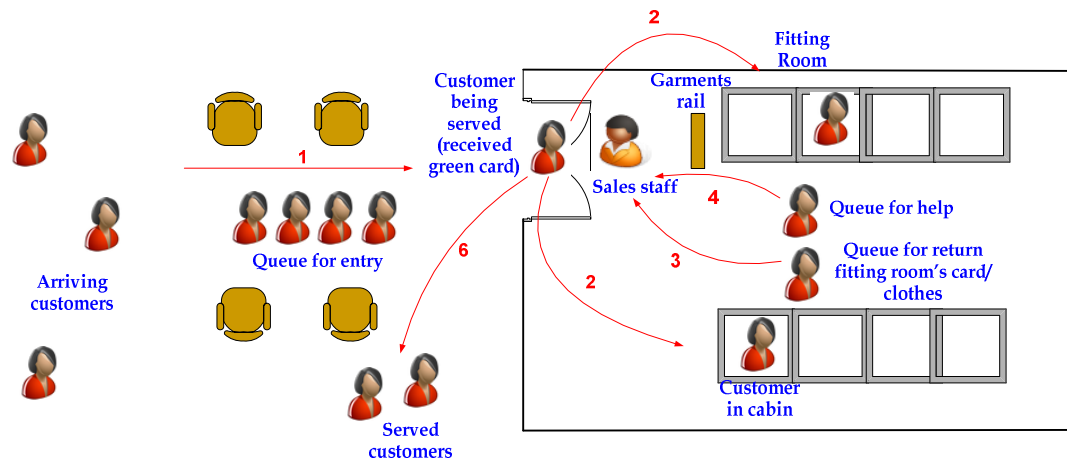 2
Fitting
Room
Customer
being
served
(received
green card)
Garments
rail
1
Sales staff
4
Queue for help
6
Queue for entry
3
Queue for return
fitting room's card/
clothes
2
Arriving
customers
Customer
in cabin
Served
customers